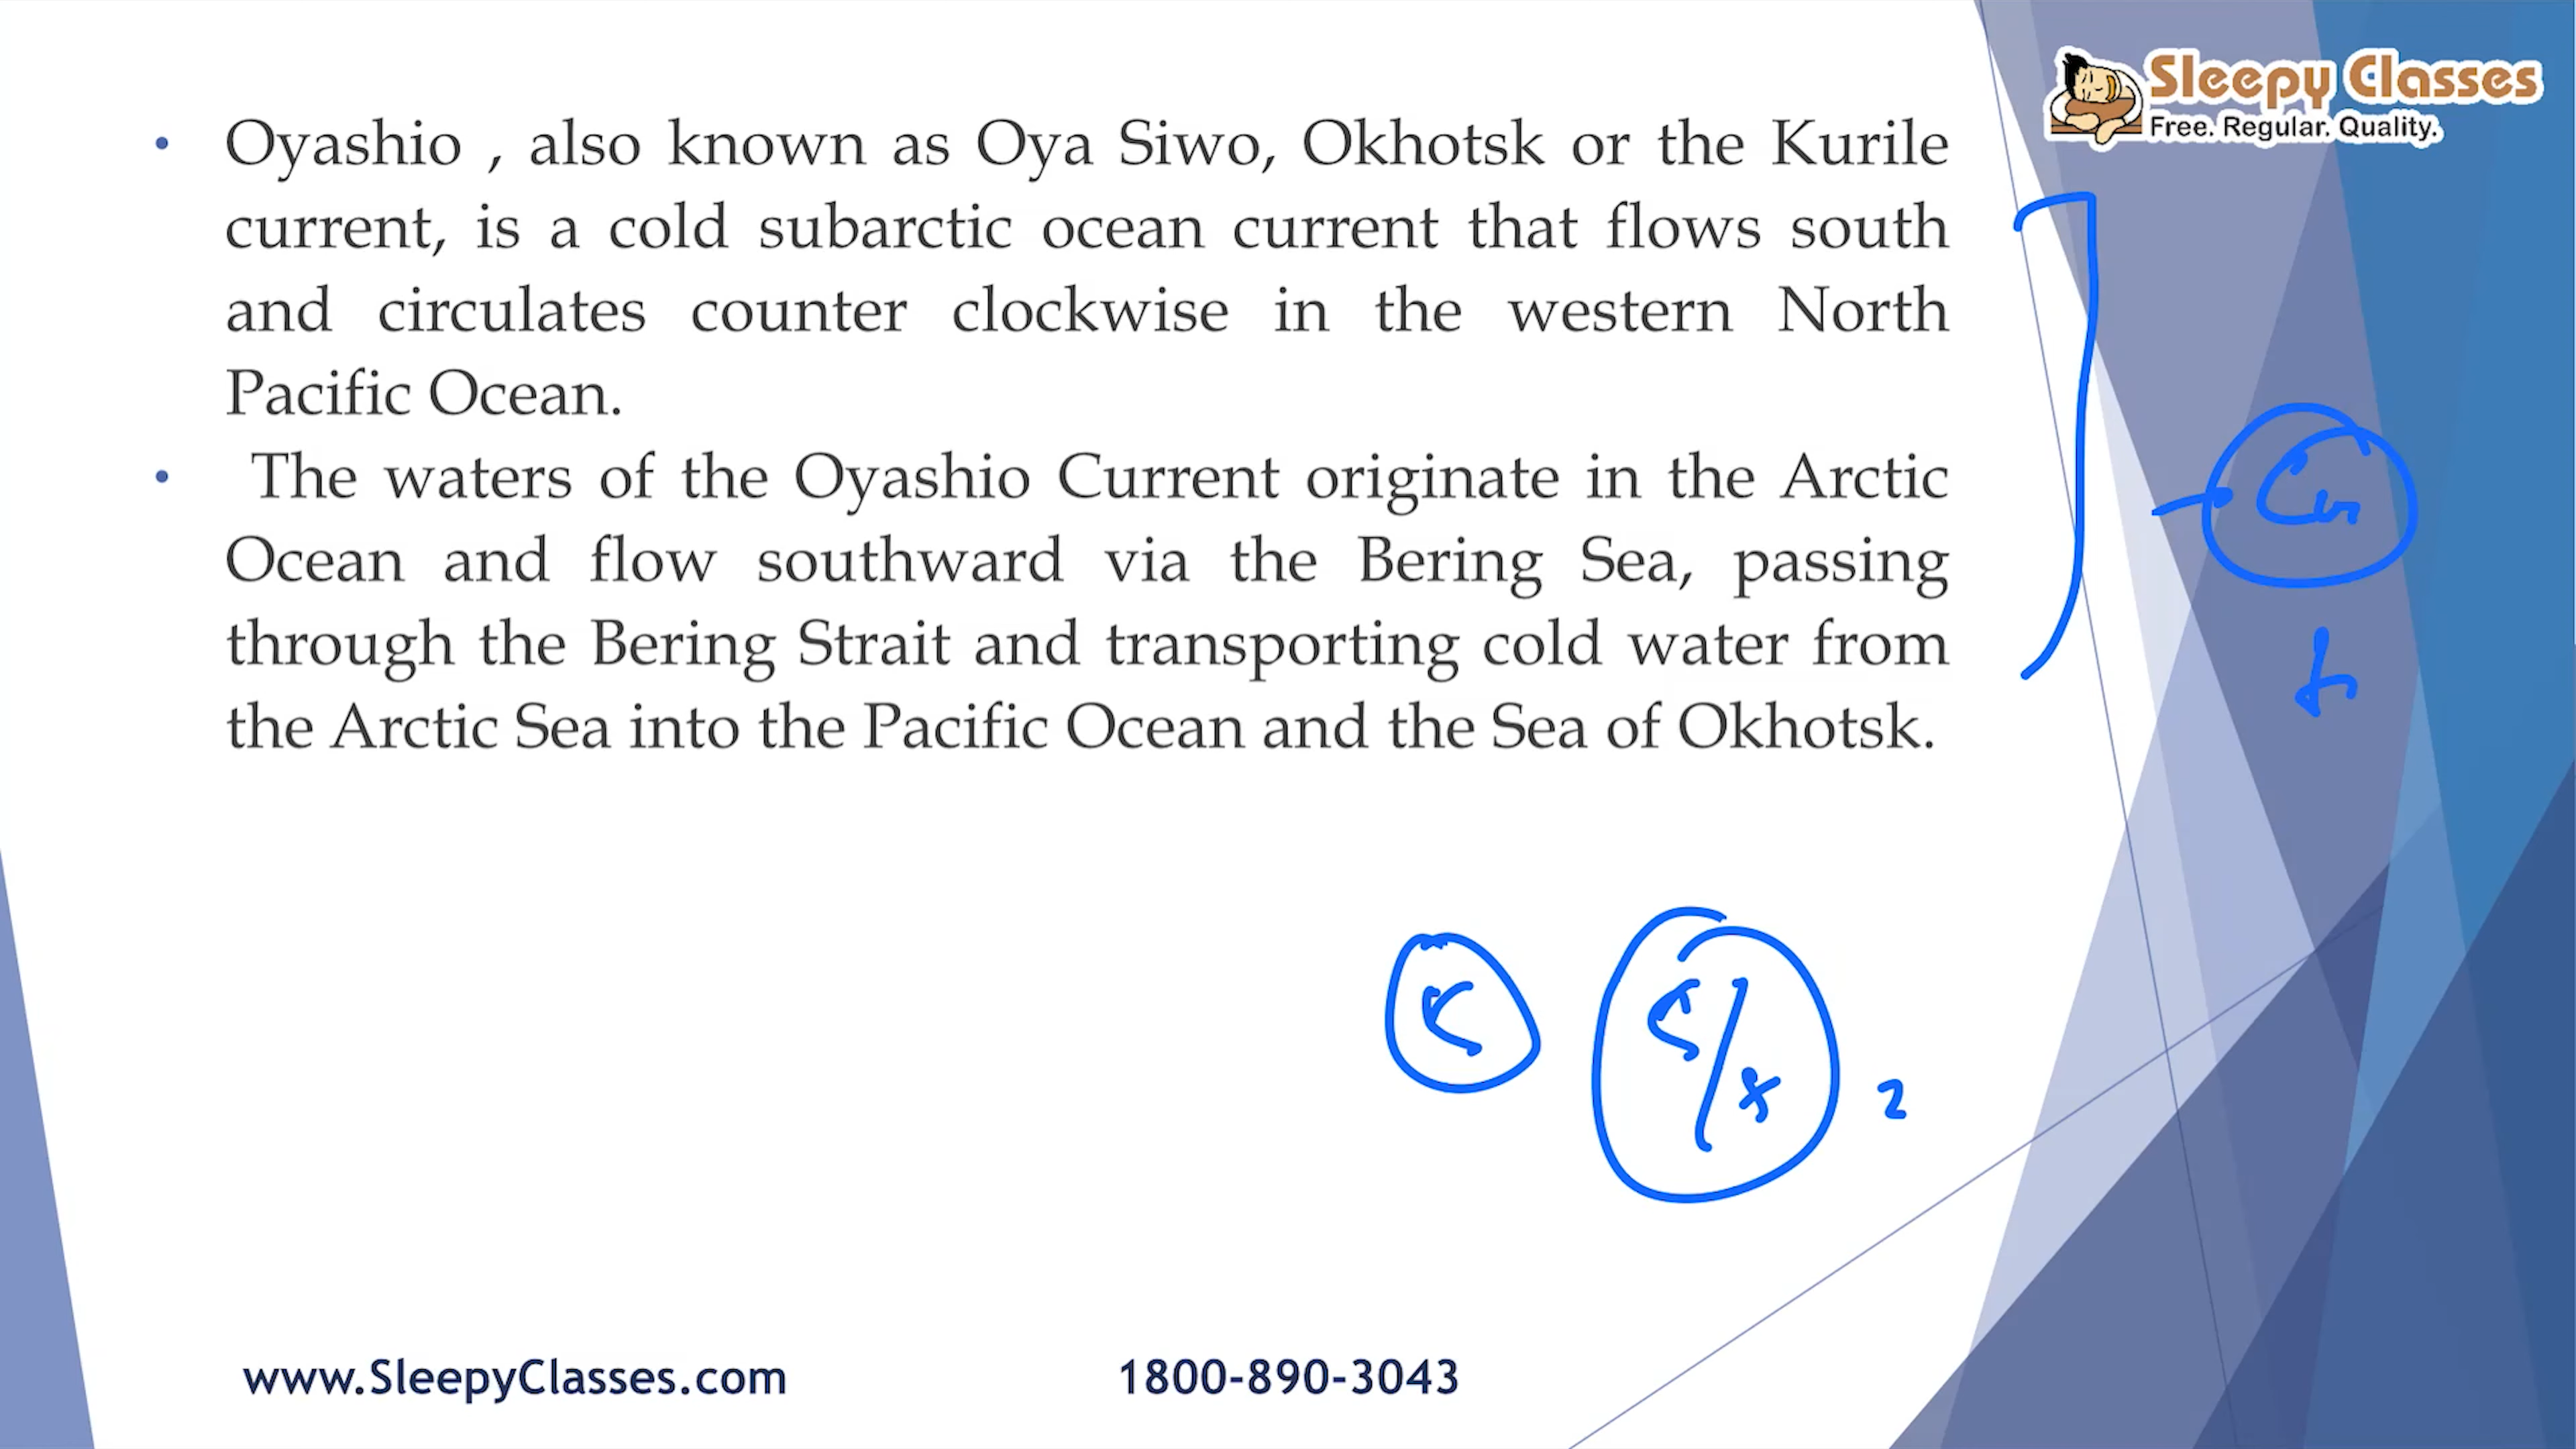 Sleepy Classes
Free. Regular. Quality.
• Oyashio , also known as Oya Siwo, Okhotsk or the Kurile
current, is a cold subarctic ocean current that flows south
and circulates counter clockwise in the western North
Pacific Ocean.
• The waters of the Oyashio Current originate in the Arctic
Ocean and flow southward via the Bering Sea, passing
through the Bering Strait and transporting cold water from
the Arctic Sea into the Pacific Ocean and the Sea of Okhotsk.
2
www.SleepyClasses.com 1800-890-3043